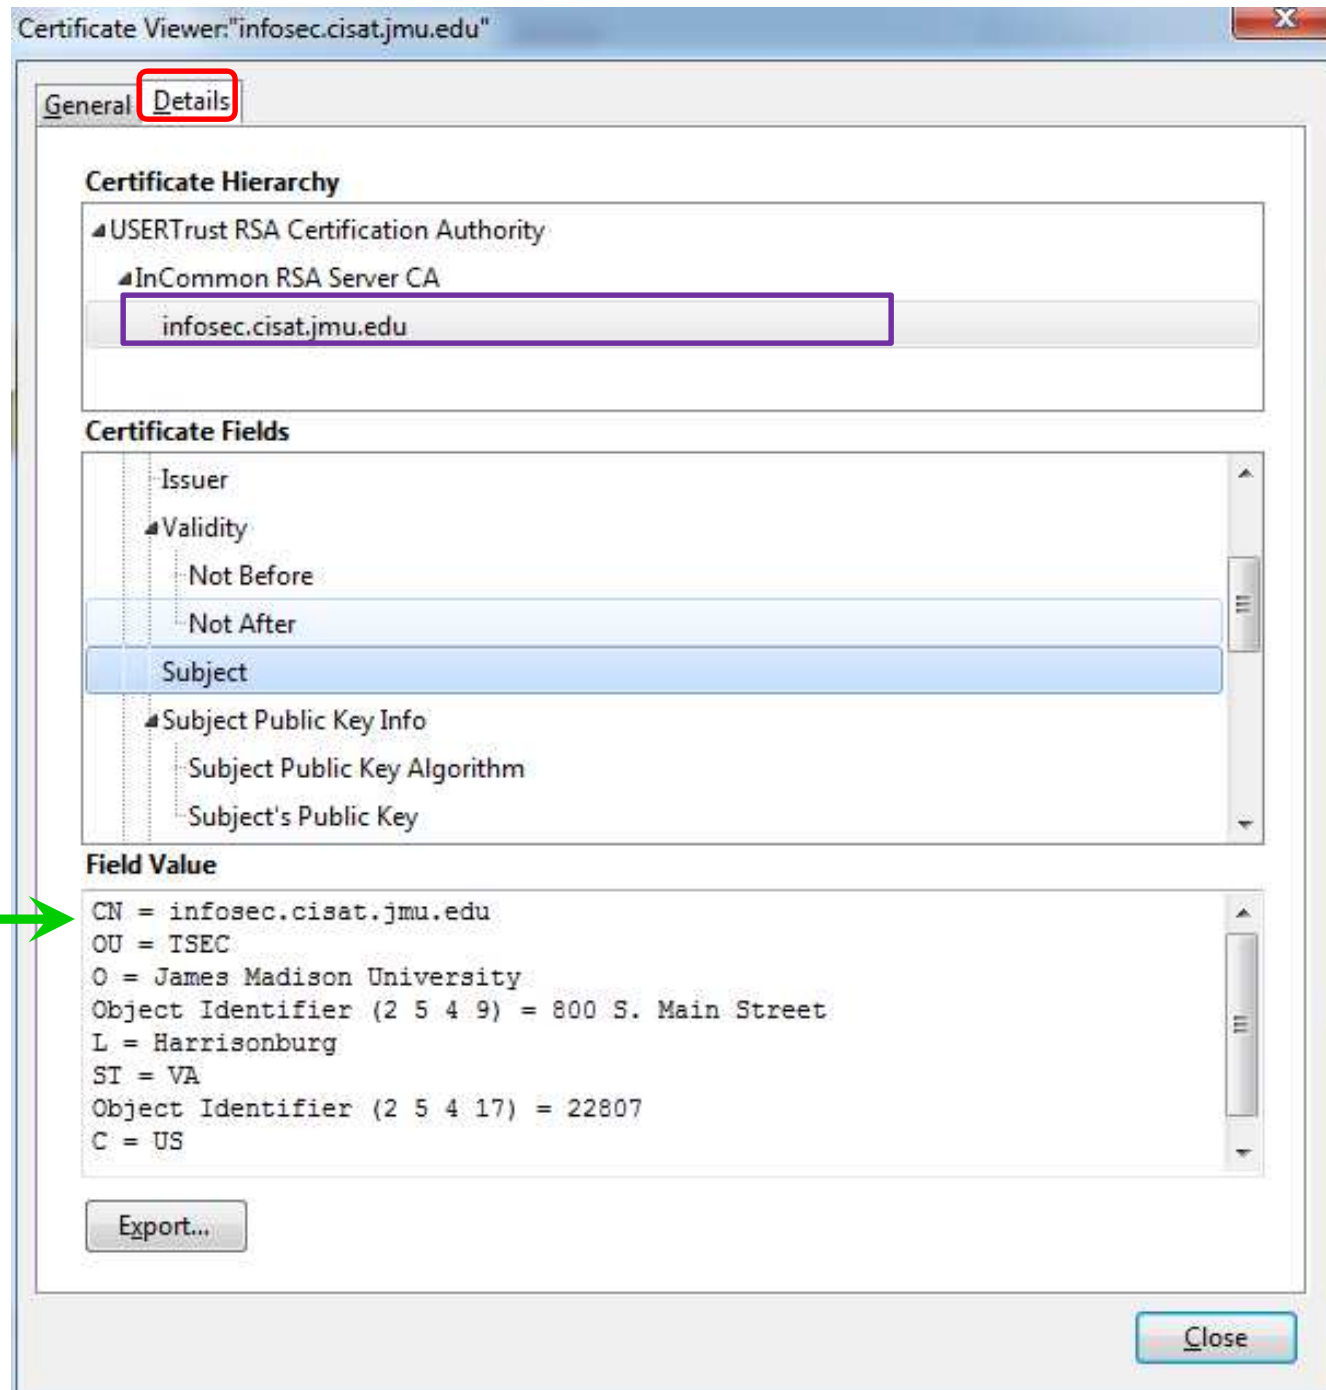 Certificate Viewer:"infosec.cisat.jmu.edu"
General Details
Certificate Hierarchy
USERTrust RSA Certification Authority
InCommon RSA Server CA
infosec.cisat.jmu.edu
Certificate Fields
Issuer
Validity
Not Before
Not After
Subject
Subject Public Key Info
Subject Public Key Algorithm
Subject's Public Key
Field Value
CN = infosec.cisat.jmu.edu
OU = TSEC
O = James Madison University
Object Identifier (2 5 4 9) = 800 S. Main Street
L = Harrisonburg
ST = VA
Object Identifier (2 5 4 17) = 22807
C = US
Export...
Close